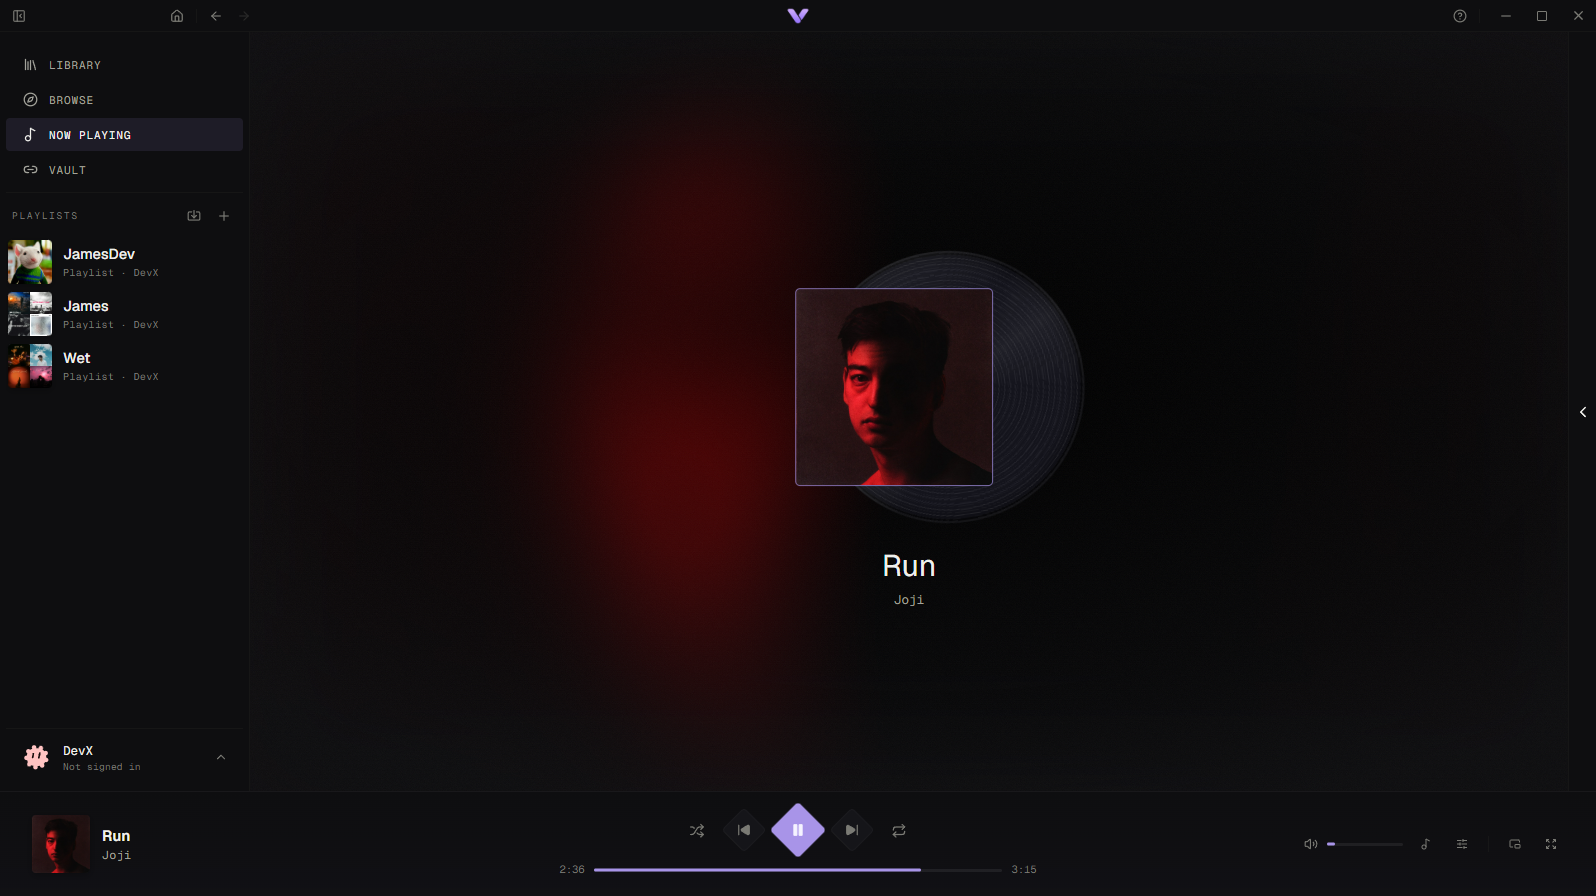 LIBRARY
BROWSE
NOW PLAYING
VAULT
PLAYLISTS
JamesDev
Playlist · DevX
James
Playlist · DevX
Wet
Playlist · DevX
Run
Joji
DevX
Not signed in
Run
Joji
2:36
3:15